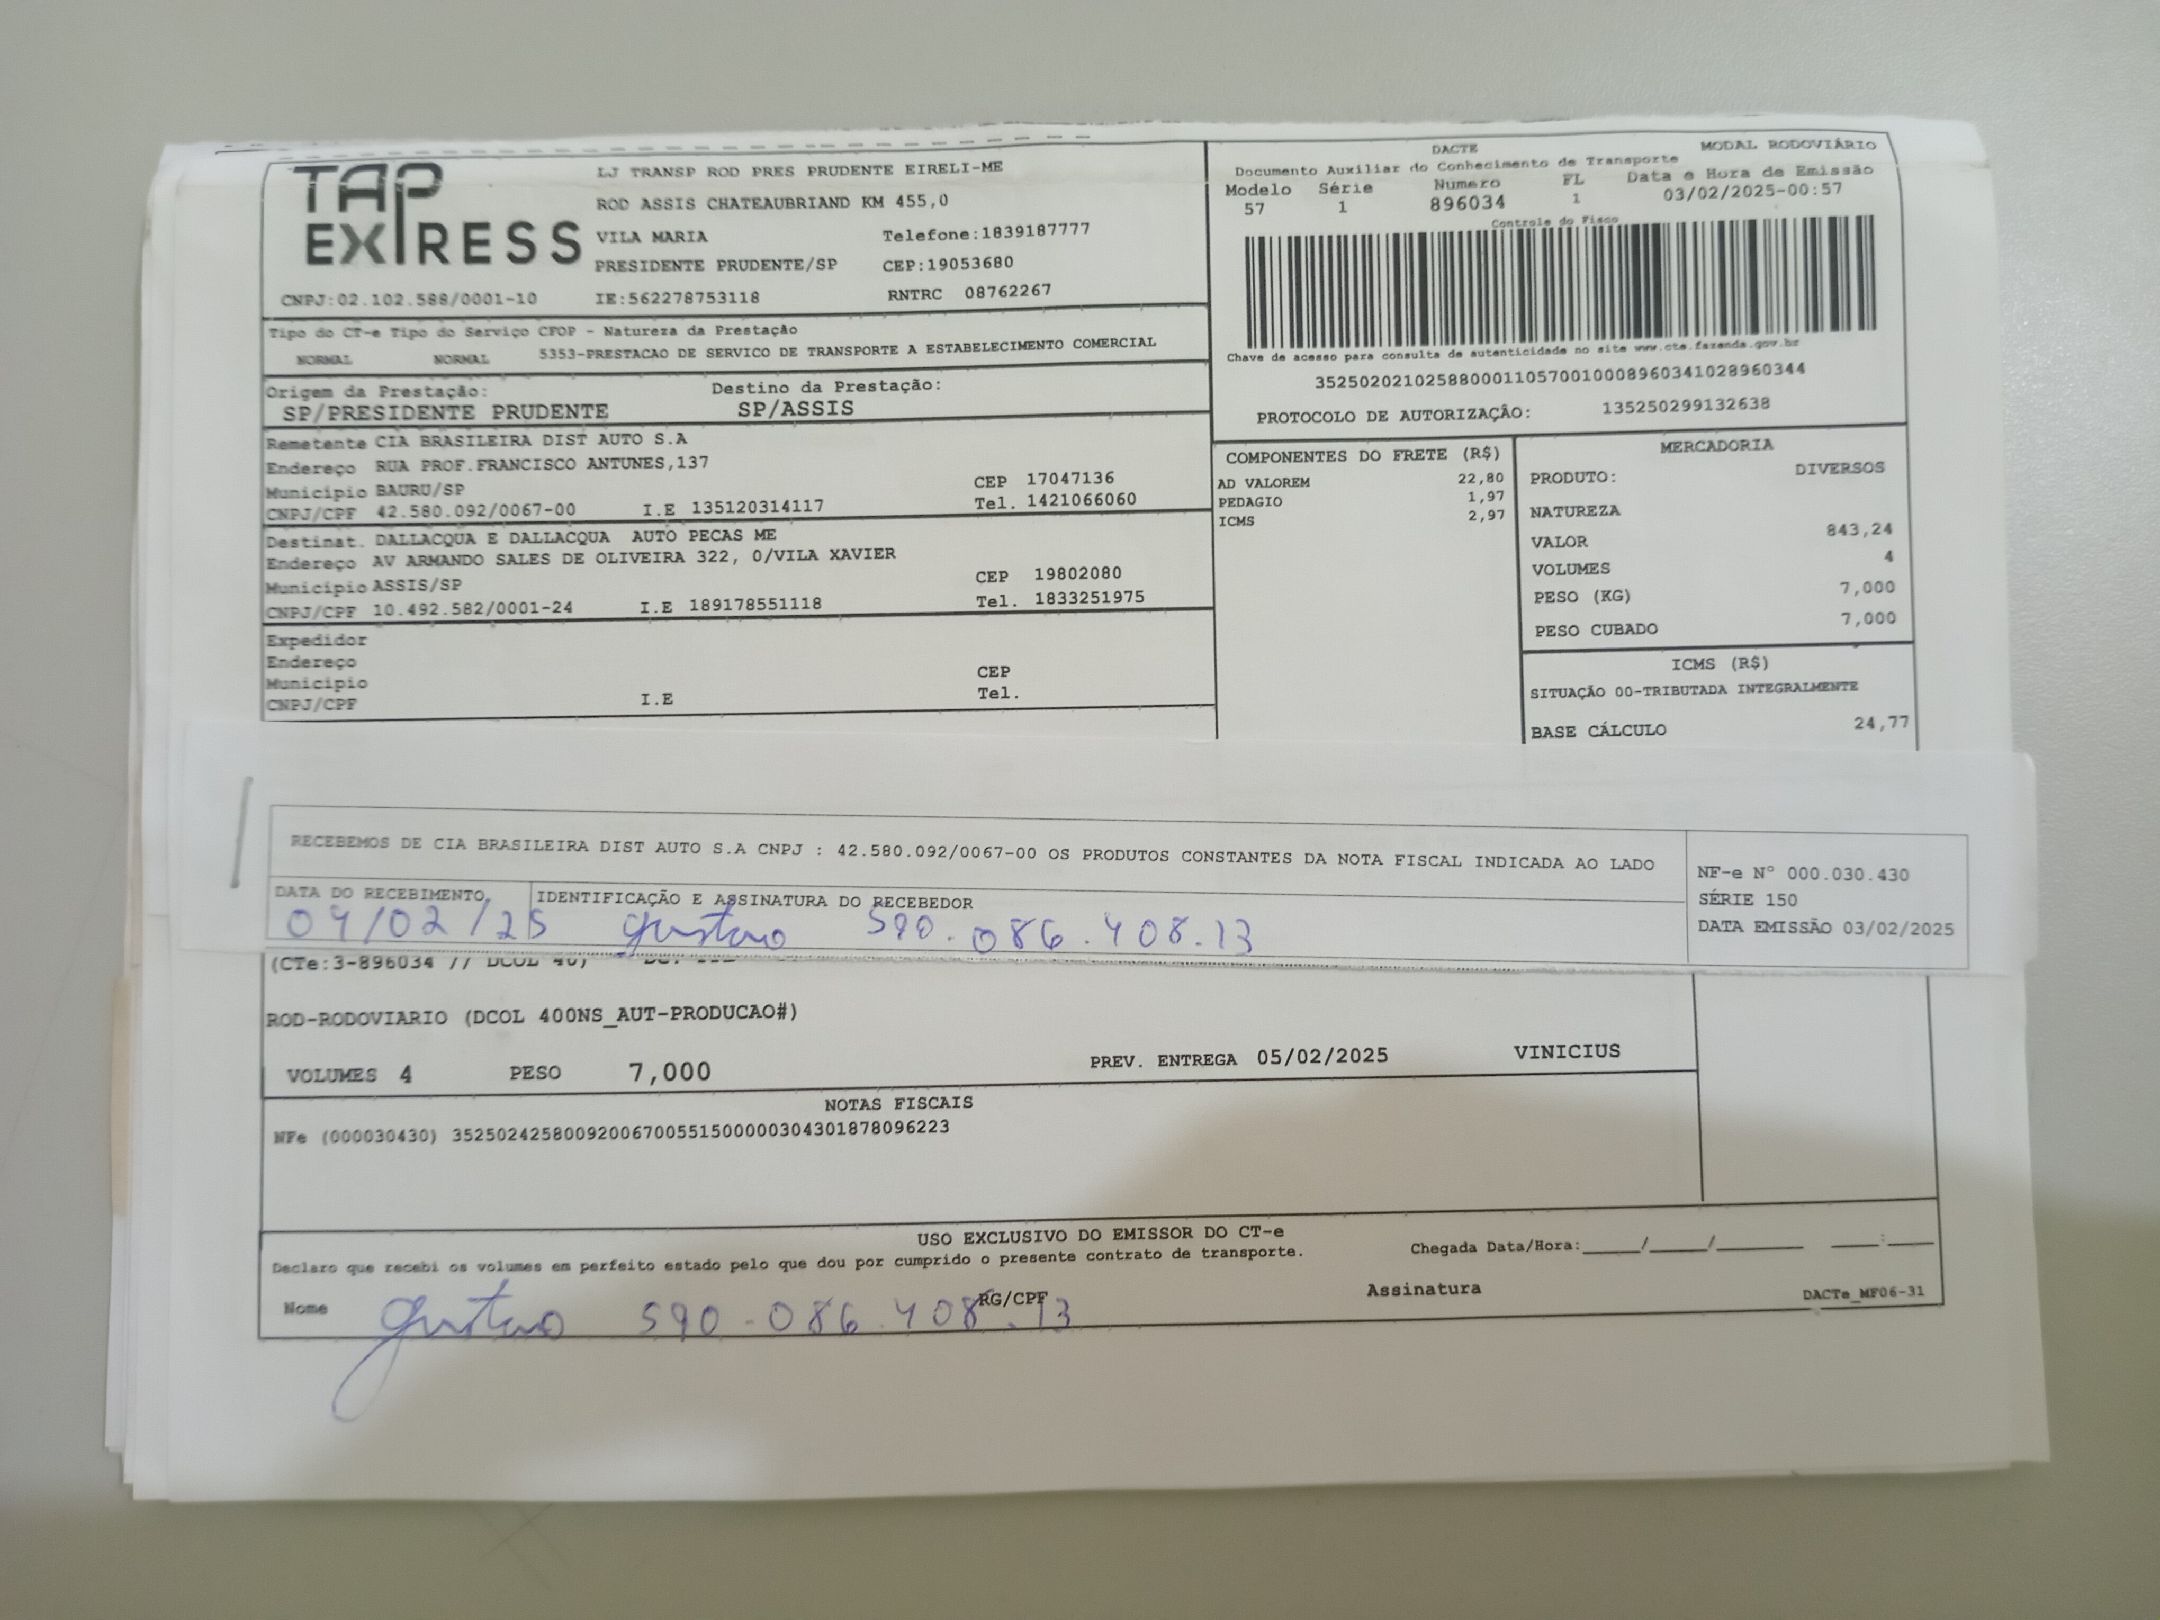 TAP EXPRESS
LJ TRANSP ROD PRES PRUDENTE EIRELI-ME
ROD ASSIS CHATEAUBRIAND KM 455,0
VILA MARIA Telefone:1839187777
PRESIDENTE PRUDENTE/SP CEP:19053680
CNPJ:02.102.588/0001-10 IE:562278753118 RNTRC 08762267
Tipo do CT-e Tipo do Serviço CFOP - Natureza da Prestação
NORMAL NORMAL 5353-PRESTACAO DE SERVICO DE TRANSPORTE A ESTABELECIMENTO COMERCIAL
Origem da Prestação: Destino da Prestação:
SP/PRESIDENTE PRUDENTE SP/ASSIS
Remetente CIA BRASILEIRA DIST AUTO S.A
Endereço RUA PROF.FRANCISCO ANTUNES,137
Municipio BAURU/SP CEP 17047136
CNPJ/CPF 42.580.092/0067-00 I.E 135120314117 Tel. 1421066060
Destinat. DALLACQUA E DALLACQUA AUTO PECAS ME
Endereço AV ARMANDO SALES DE OLIVEIRA 322, 0/VILA XAVIER
Municipio ASSIS/SP CEP 19802080
CNPJ/CPF 10.492.582/0001-24 I.E 189178551118 Tel. 1833251975
Expedidor
Endereço
Municipio CEP
CNPJ/CPF I.E Tel.
DACTE MODAL RODOVIÁRIO
Documento Auxiliar do Conhecimento de Transporte
Modelo Série Numero FL Data e Hora de Emissão
57 1 896034 1 03/02/2025-00:57
Controle do Fisco
Chave de acesso para consulta de autenticidade no site www.cte.fazenda.gov.br
35250202102588000110570010008960341028960344
PROTOCOLO DE AUTORIZAÇÃO: 135250299132638
COMPONENTES DO FRETE (R$)
AD VALOREM 22,80
PEDAGIO 1,97
ICMS 2,97
MERCADORIA
PRODUTO: DIVERSOS
NATUREZA
VALOR 843,24
VOLUMES 4
PESO (KG) 7,000
PESO CUBADO 7,000
ICMS (R$)
SITUAÇÃO 00-TRIBUTADA INTEGRALMENTE
BASE CÁLCULO 24,77
RECEBEMOS DE CIA BRASILEIRA DIST AUTO S.A CNPJ : 42.580.092/0067-00 OS PRODUTOS CONSTANTES DA NOTA FISCAL INDICADA AO LADO
DATA DO RECEBIMENTO IDENTIFICAÇÃO E ASSINATURA DO RECEBEDOR
04/02/25 gustavo 590.086.408.13
NF-e Nº 000.030.430
SÉRIE 150
DATA EMISSÃO 03/02/2025
(CTe:3-896034 // DCOL 40)
ROD-RODOVIARIO (DCOL 400NS_AUT-PRODUCAO#)
VOLUMES 4 PESO 7,000 PREV. ENTREGA 05/02/2025 VINICIUS
NOTAS FISCAIS
NFe (000030430) 35250242580092006700551500000304301878096223
USO EXCLUSIVO DO EMISSOR DO CT-e
Declaro que recebi os volumes em perfeito estado pelo que dou por cumprido o presente contrato de transporte. Chegada Data/Hora:_____/_____/_______ ____:____
Nome gustavo 590.086.408.13 RG/CPF Assinatura DACTe_MF06-31